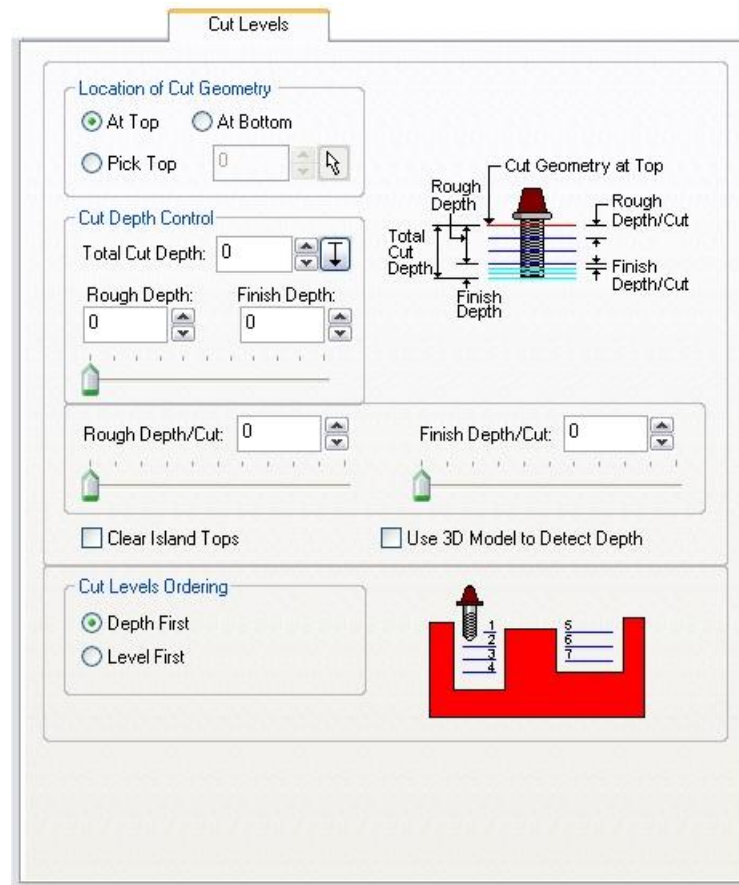 Cut Levels
Location of Cut Geometry
At Top At Bottom
Pick Top 0
Cut Geometry at Top
Rough
Depth
Rough
Depth/Cut
Total
Cut
Depth
Finish
Depth/Cut
Finish
Depth
Cut Depth Control
Total Cut Depth: 0
Rough Depth: Finish Depth:
0 0
Rough Depth/Cut: 0 Finish Depth/Cut: 0
Clear Island Tops Use 3D Model to Detect Depth
Cut Levels Ordering
Depth First
Level First
1 5
2 6
3 7
4